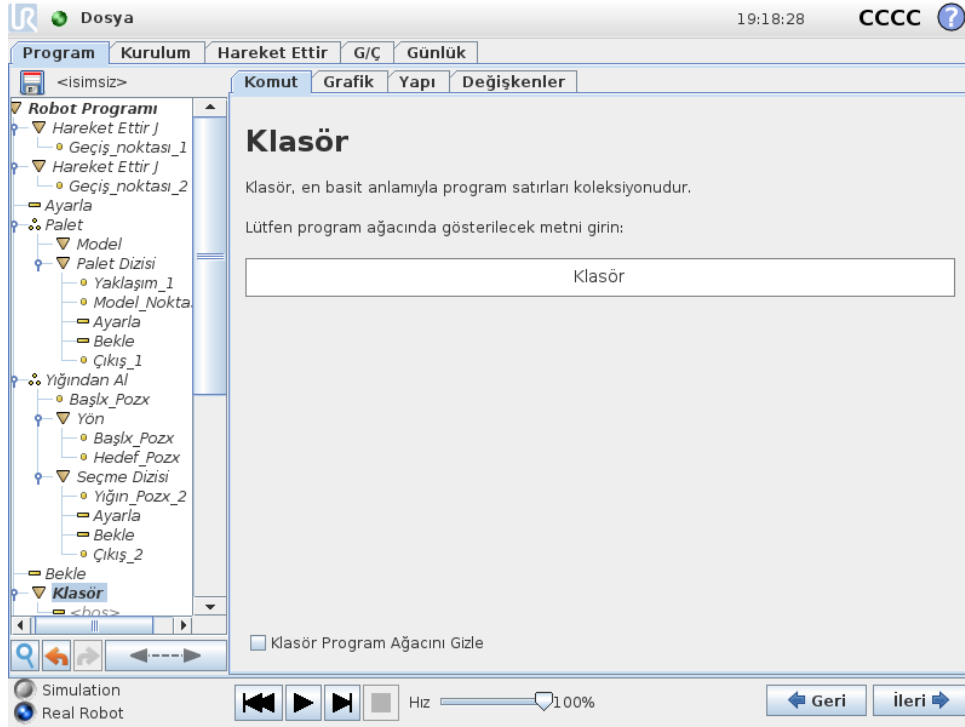 Dosya 19:18:28 CCCC ?
Program Kurulum Hareket Ettir G/Ç Günlük
<isimsiz>
Komut Grafik Yapı Değişkenler
Robot Programı
Hareket Ettir J
Geçiş_noktası_1
Hareket Ettir J
Geçiş_noktası_2
Ayarla
Palet
Model
Palet Dizisi
Yaklaşım_1
Model_Nokta
Ayarla
Bekle
Çıkış_1
Yığından Al
Başlx_Pozx
Yön
Başlx_Pozx
Hedef_Pozx
Seçme Dizisi
Yığın_Pozx_2
Ayarla
Bekle
Çıkış_2
Bekle
Klasör
<boş>
Klasör
Klasör, en basit anlamıyla program satırları koleksiyonudur.
Lütfen program ağacında gösterilecek metni girin:
Klasör
Klasör Program Ağacını Gizle
Simulation
Real Robot
Hız 100%
Geri İleri